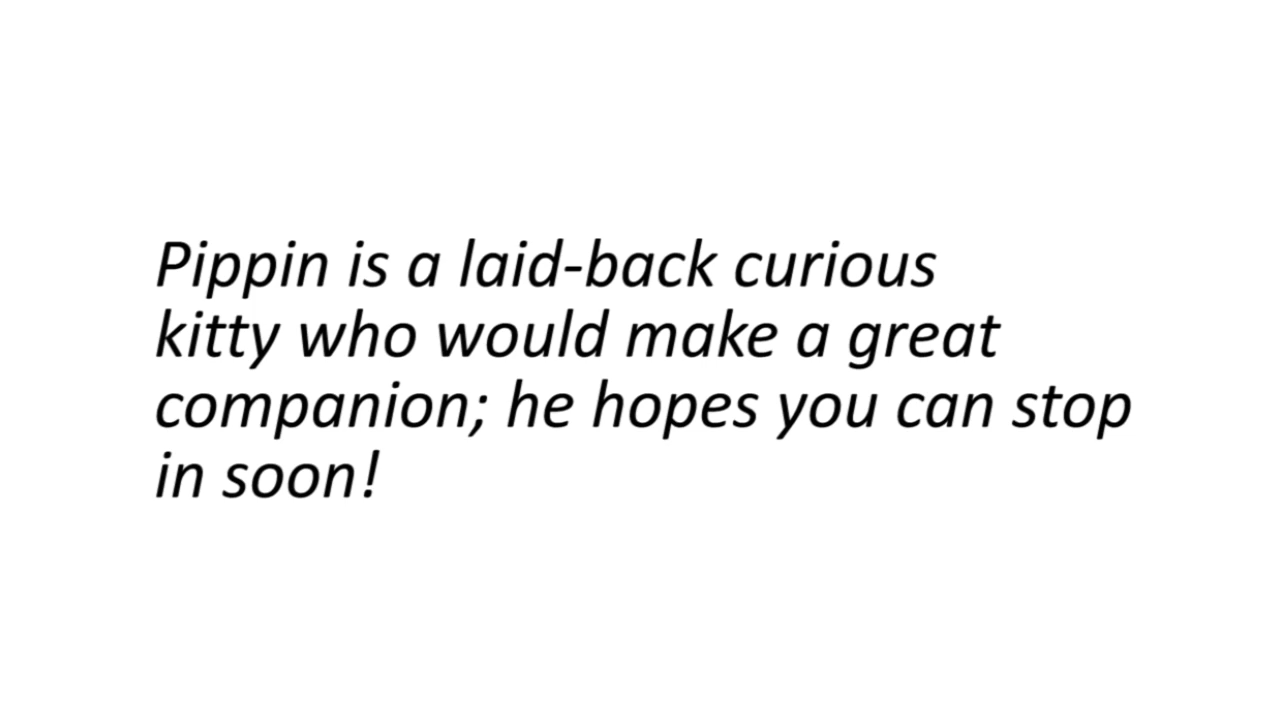 Pippin is a laid-back curious
kitty who would make a great
companion; he hopes you can stop
in soon!